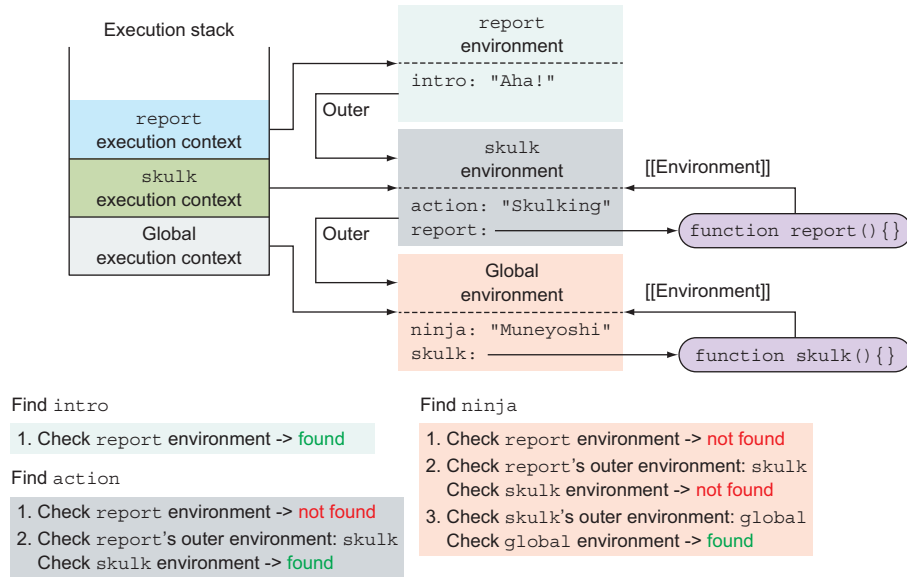 Execution stack
report
execution context
skulk
execution context
Global
execution context
report
environment
intro: "Aha!"
Outer
skulk
environment
action: "Skulking"
report:
[[Environment]]
function report(){}
Outer
Global
environment
ninja: "Muneyoshi"
skulk:
[[Environment]]
function skulk(){}
Find intro
1. Check report environment -> found
Find action
1. Check report environment -> not found
2. Check report's outer environment: skulk
Check skulk environment -> found
Find ninja
1. Check report environment -> not found
2. Check report's outer environment: skulk
Check skulk environment -> not found
3. Check skulk's outer environment: global
Check global environment -> found